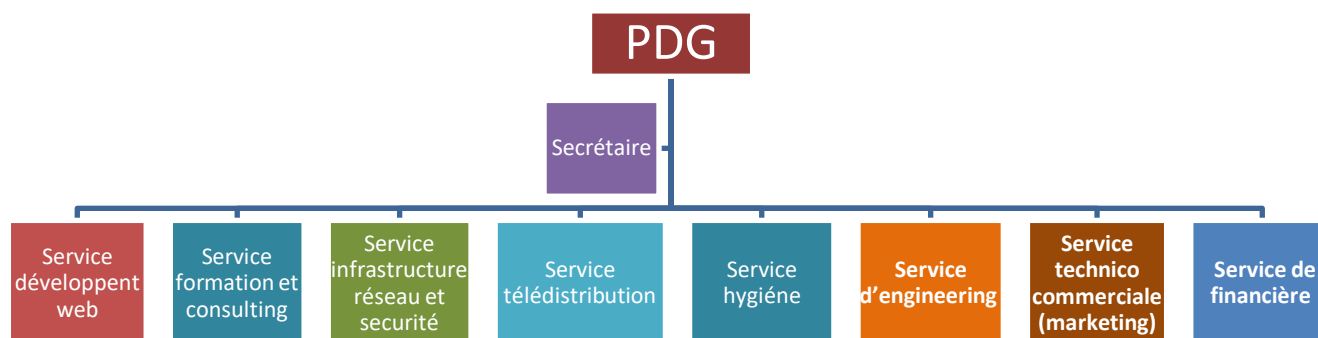 PDG
Secrétaire
Service
développent
web
Service
formation et
consulting
Service
infrastructure
réseau et
securité
Service
télédistribution
Service
hygiéne
Service
d’engineering
Service
technico
commerciale
(marketing)
Service de
financière